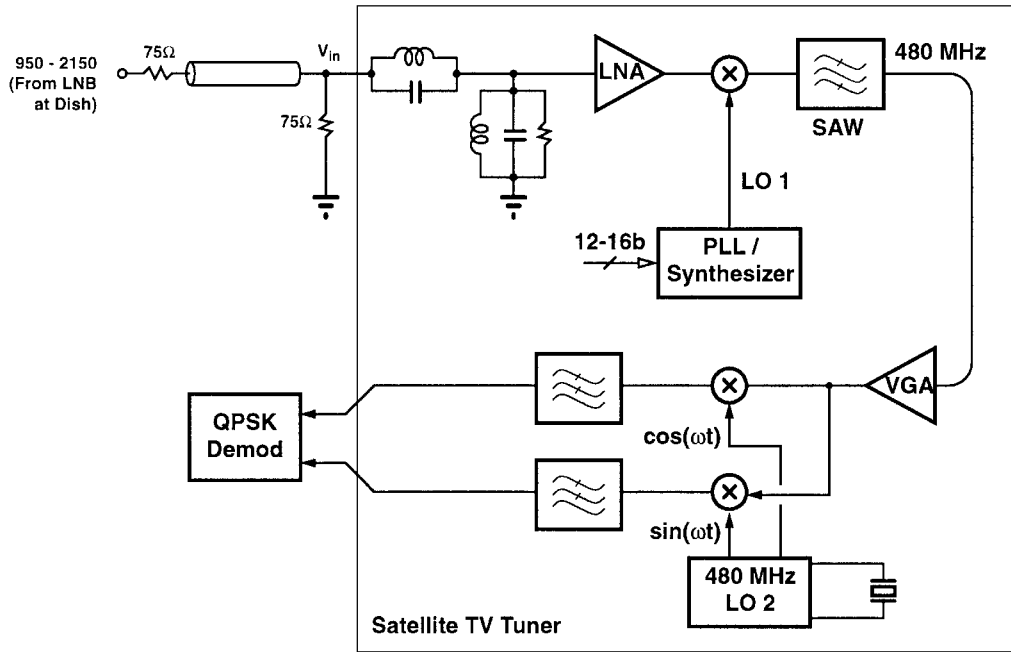 950 - 2150
(From LNB
at Dish)
75Ω
V_in
75Ω
LNA
480 MHz
SAW
LO 1
12-16b
PLL /
Synthesizer
VGA
QPSK
Demod
cos(ωt)
sin(ωt)
480 MHz
LO 2
Satellite TV Tuner